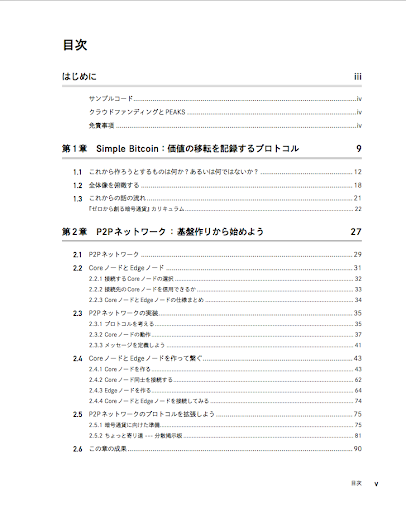 目次
はじめに iii
サンプルコード iv
クラウドファンディングとPEAKS iv
免責事項 iv
第1章 Simple Bitcoin：価値の移転を記録するプロトコル 9
1.1 これから作ろうとするものは何か？あるいは何ではないか？ 12
1.2 全体像を俯瞰する 18
1.3 これからの話の流れ 21
『ゼロから創る暗号通貨』カリキュラム 22
第2章 P2Pネットワーク：基盤作りから始めよう 27
2.1 P2Pネットワーク 29
2.2 CoreノードとEdgeノード 31
2.2.1 接続するCoreノードの選択 32
2.2.2 接続先のCoreノードを信用できるか 33
2.2.3 CoreノードとEdgeノードの仕様まとめ 34
2.3 P2Pネットワークの実装 35
2.3.1 プロトコルを考える 35
2.3.2 Coreノードの動作 37
2.3.3 メッセージを定義しよう 41
2.4 CoreノードとEdgeノードを作って繋ぐ 43
2.4.1 Coreノードを作る 43
2.4.2 Coreノード同士を接続する 62
2.4.3 Edgeノードを作る 64
2.4.4 CoreノードとEdgeノードを接続してみる 74
2.5 P2Pネットワークのプロトコルを拡張しよう 75
2.5.1 暗号通貨に向けた準備 75
2.5.2 ちょっと寄り道 --- 分散掲示板 81
2.6 この章の成果 90
目次 v